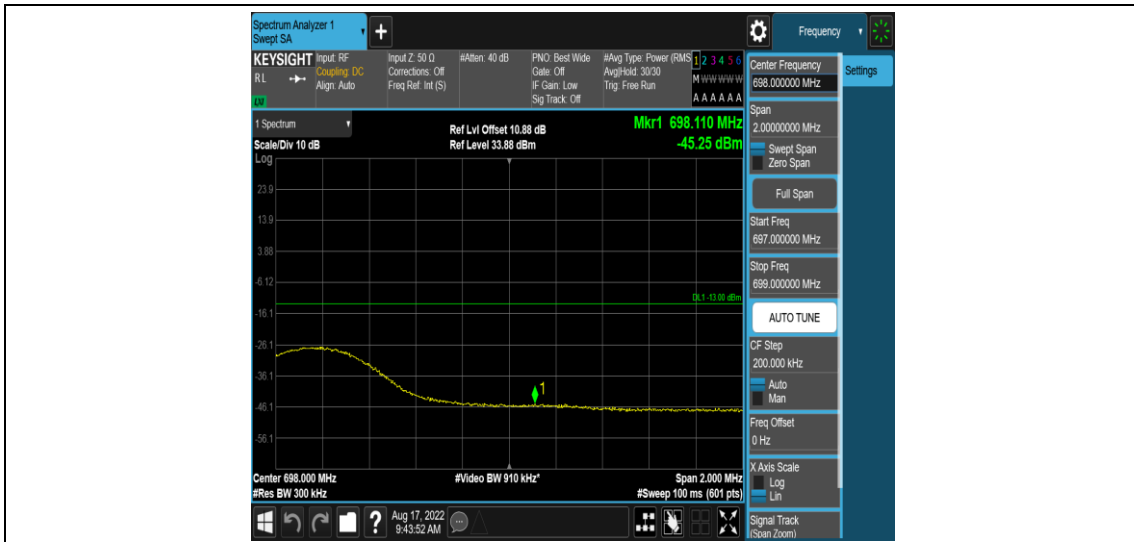 Spectrum Analyzer 1
Swept SA
Frequency
KEYSIGHT
RL
LXI
Input: RF
Coupling: DC
Align: Auto
Input Z: 50 Ω
Corrections: Off
Freq Ref: Int (S)
#Atten: 40 dB
PNO: Best Wide
Gate: Off
IF Gain: Low
Sig Track: Off
#Avg Type: Power (RMS
Avg|Hold: 30/30
Trig: Free Run
1 2 3 4 5 6
M W W W W W
A A A A A A
1 Spectrum
Scale/Div 10 dB
Ref Lvl Offset 10.88 dB
Ref Level 33.88 dBm
Mkr1 698.110 MHz
-45.25 dBm
Log
23.9
13.9
3.88
-6.12
DL1 -13.00 dBm
-16.1
-26.1
-36.1
1
-46.1
-56.1
Center 698.000 MHz
#Res BW 300 kHz
#Video BW 910 kHz*
Span 2.000 MHz
#Sweep 100 ms (601 pts)
Aug 17, 2022
9:43:52 AM
Center Frequency
698.000000 MHz
Settings
Span
2.00000000 MHz
Swept Span
Zero Span
Full Span
Start Freq
697.000000 MHz
Stop Freq
699.000000 MHz
AUTO TUNE
CF Step
200.000 kHz
Auto
Man
Freq Offset
0 Hz
X Axis Scale
Log
Lin
Signal Track
(Span Zoom)